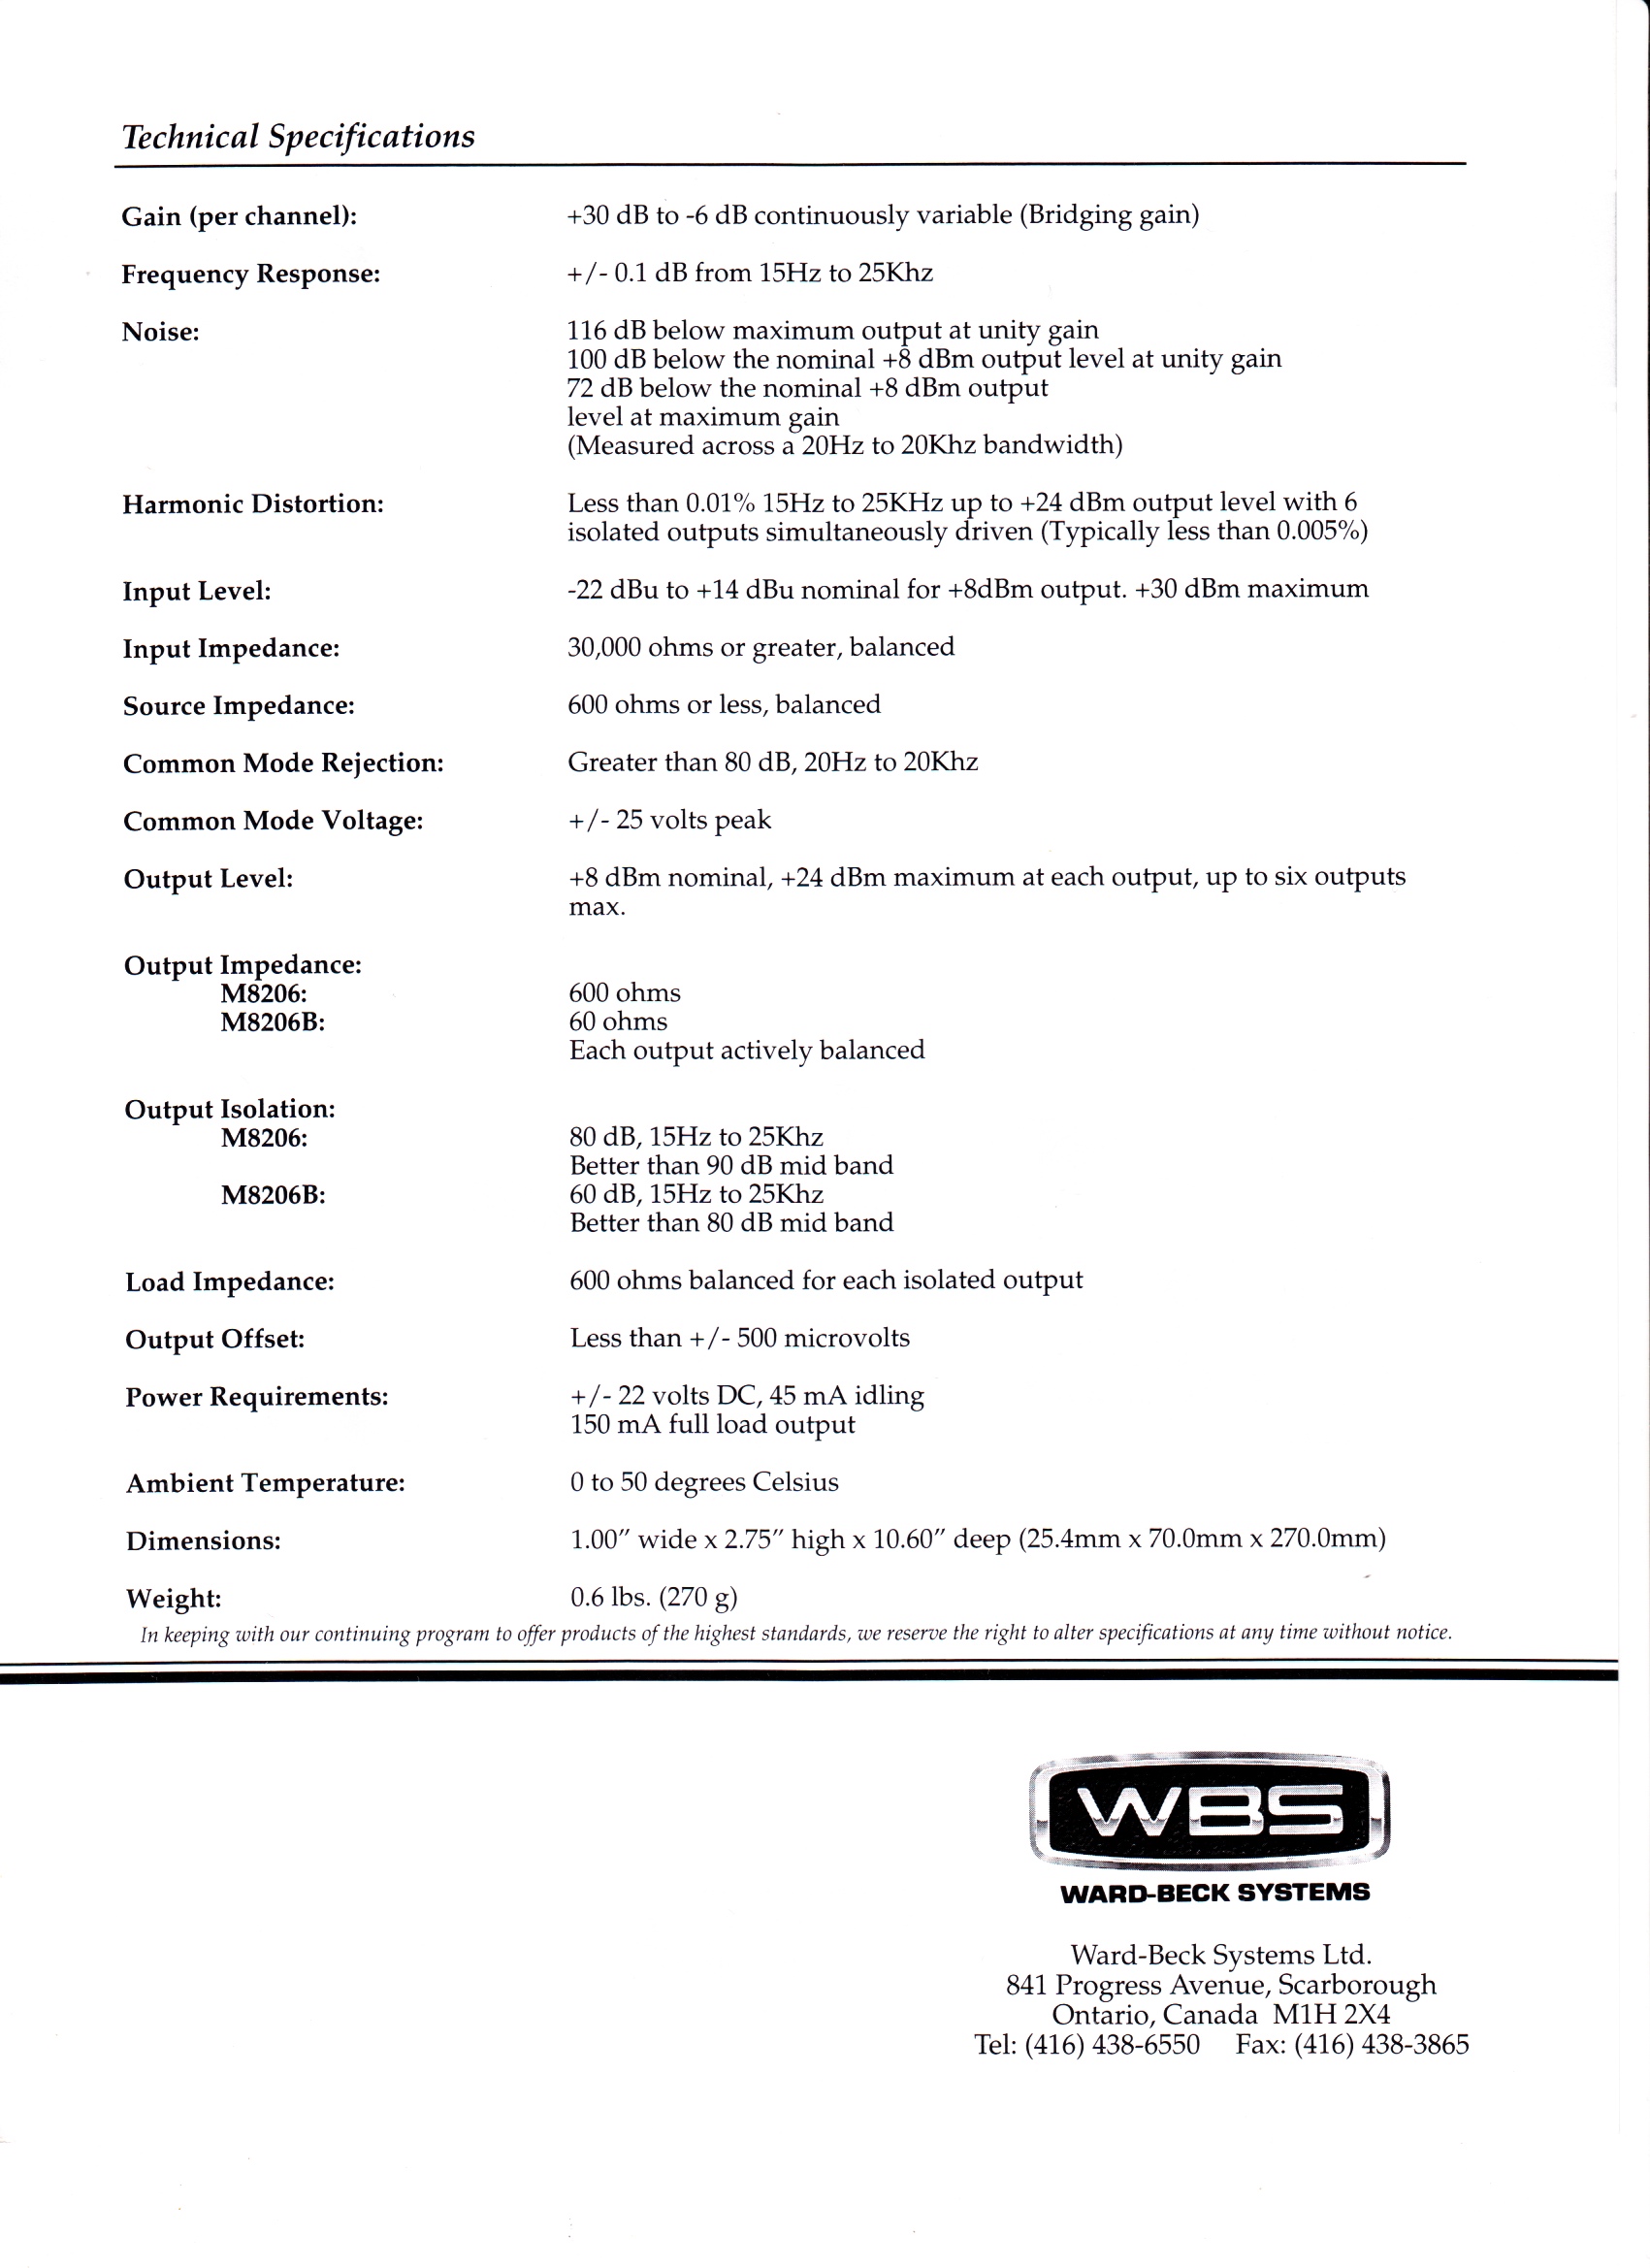 Technical Specifications
Gain (per channel): +30 dB to -6 dB continuously variable (Bridging gain)
Frequency Response: +/- 0.1 dB from 15Hz to 25Khz
Noise: 116 dB below maximum output at unity gain
100 dB below the nominal +8 dBm output level at unity gain
72 dB below the nominal +8 dBm output
level at maximum gain
(Measured across a 20Hz to 20Khz bandwidth)
Harmonic Distortion: Less than 0.01% 15Hz to 25KHz up to +24 dBm output level with 6
isolated outputs simultaneously driven (Typically less than 0.005%)
Input Level: -22 dBu to +14 dBu nominal for +8dBm output. +30 dBm maximum
Input Impedance: 30,000 ohms or greater, balanced
Source Impedance: 600 ohms or less, balanced
Common Mode Rejection: Greater than 80 dB, 20Hz to 20Khz
Common Mode Voltage: +/- 25 volts peak
Output Level: +8 dBm nominal, +24 dBm maximum at each output, up to six outputs
max.
Output Impedance:
M8206: 600 ohms
M8206B: 60 ohms
Each output actively balanced
Output Isolation:
M8206: 80 dB, 15Hz to 25Khz
Better than 90 dB mid band
M8206B: 60 dB, 15Hz to 25Khz
Better than 80 dB mid band
Load Impedance: 600 ohms balanced for each isolated output
Output Offset: Less than +/- 500 microvolts
Power Requirements: +/- 22 volts DC, 45 mA idling
150 mA full load output
Ambient Temperature: 0 to 50 degrees Celsius
Dimensions: 1.00″ wide x 2.75″ high x 10.60″ deep (25.4mm x 70.0mm x 270.0mm)
Weight: 0.6 lbs. (270 g)
In keeping with our continuing program to offer products of the highest standards, we reserve the right to alter specifications at any time without notice.
WBS
WARD-BECK SYSTEMS
Ward-Beck Systems Ltd.
841 Progress Avenue, Scarborough
Ontario, Canada M1H 2X4
Tel: (416) 438-6550 Fax: (416) 438-3865